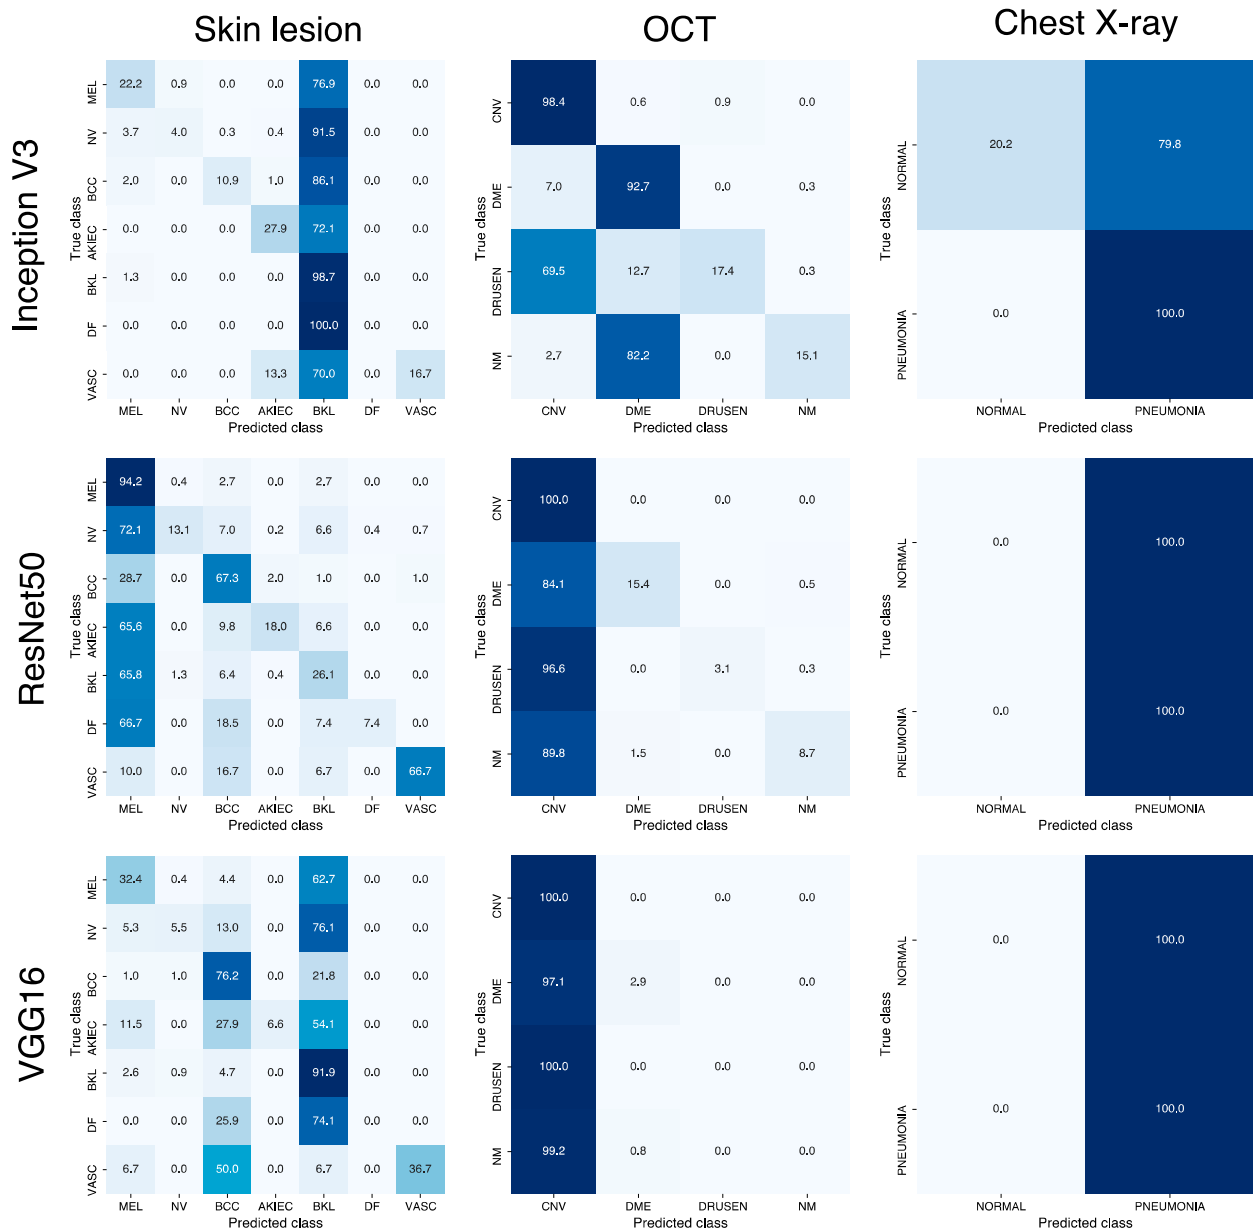 Skin lesion OCT Chest X-ray
Inception V3
True class
MEL 22.2 0.9 0.0 0.0 76.9 0.0 0.0
NV 3.7 4.0 0.3 0.4 91.5 0.0 0.0
BCC 2.0 0.0 10.9 1.0 86.1 0.0 0.0
AKIEC 0.0 0.0 0.0 27.9 72.1 0.0 0.0
BKL 1.3 0.0 0.0 0.0 98.7 0.0 0.0
DF 0.0 0.0 0.0 0.0 100.0 0.0 0.0
VASC 0.0 0.0 0.0 13.3 70.0 0.0 16.7
MEL NV BCC AKIEC BKL DF VASC
Predicted class
True class
CNV 98.4 0.6 0.9 0.0
DME 7.0 92.7 0.0 0.3
DRUSEN 69.5 12.7 17.4 0.3
NM 2.7 82.2 0.0 15.1
CNV DME DRUSEN NM
Predicted class
True class
NORMAL 20.2 79.8
PNEUMONIA 0.0 100.0
NORMAL PNEUMONIA
Predicted class
ResNet50
True class
MEL 94.2 0.4 2.7 0.0 2.7 0.0 0.0
NV 72.1 13.1 7.0 0.2 6.6 0.4 0.7
BCC 28.7 0.0 67.3 2.0 1.0 0.0 1.0
AKIEC 65.6 0.0 9.8 18.0 6.6 0.0 0.0
BKL 65.8 1.3 6.4 0.4 26.1 0.0 0.0
DF 66.7 0.0 18.5 0.0 7.4 7.4 0.0
VASC 10.0 0.0 16.7 0.0 6.7 0.0 66.7
MEL NV BCC AKIEC BKL DF VASC
Predicted class
True class
CNV 100.0 0.0 0.0 0.0
DME 84.1 15.4 0.0 0.5
DRUSEN 96.6 0.0 3.1 0.3
NM 89.8 1.5 0.0 8.7
CNV DME DRUSEN NM
Predicted class
True class
NORMAL 0.0 100.0
PNEUMONIA 0.0 100.0
NORMAL PNEUMONIA
Predicted class
VGG16
True class
MEL 32.4 0.4 4.4 0.0 62.7 0.0 0.0
NV 5.3 5.5 13.0 0.0 76.1 0.0 0.0
BCC 1.0 1.0 76.2 0.0 21.8 0.0 0.0
AKIEC 11.5 0.0 27.9 6.6 54.1 0.0 0.0
BKL 2.6 0.9 4.7 0.0 91.9 0.0 0.0
DF 0.0 0.0 25.9 0.0 74.1 0.0 0.0
VASC 6.7 0.0 50.0 0.0 6.7 0.0 36.7
MEL NV BCC AKIEC BKL DF VASC
Predicted class
True class
CNV 100.0 0.0 0.0 0.0
DME 97.1 2.9 0.0 0.0
DRUSEN 100.0 0.0 0.0 0.0
NM 99.2 0.8 0.0 0.0
CNV DME DRUSEN NM
Predicted class
True class
NORMAL 0.0 100.0
PNEUMONIA 0.0 100.0
NORMAL PNEUMONIA
Predicted class